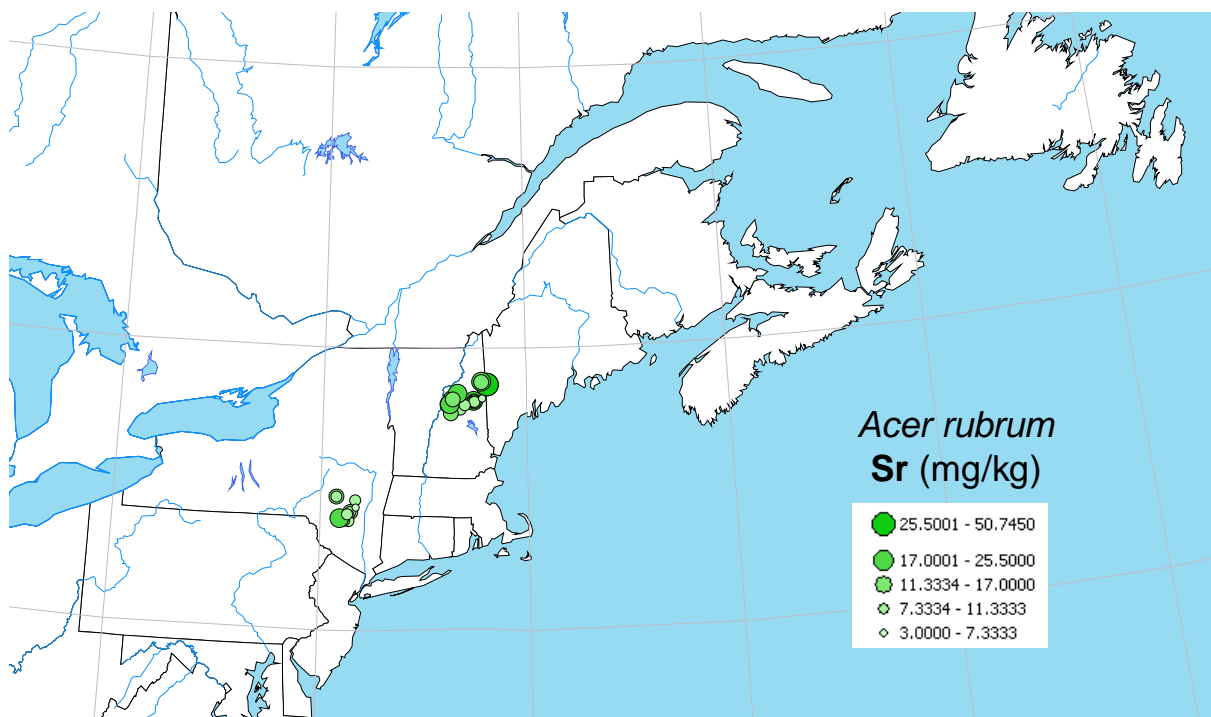 Acer rubrum
Sr (mg/kg)
25.5001 - 50.7450
17.0001 - 25.5000
11.3334 - 17.0000
7.3334 - 11.3333
3.0000 - 7.3333